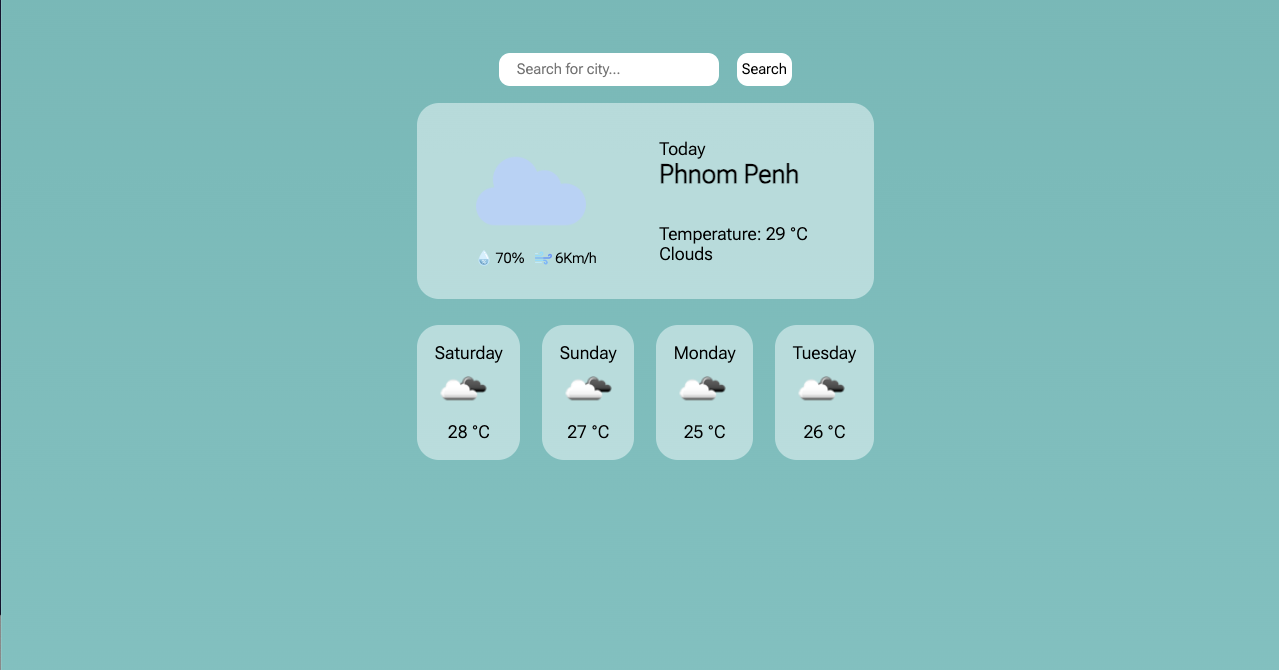 Search for city...
Search
Today
Phnom Penh
Temperature: 29 °C
Clouds
70%
6Km/h
Saturday
Sunday
Monday
Tuesday
28 °C
27 °C
25 °C
26 °C